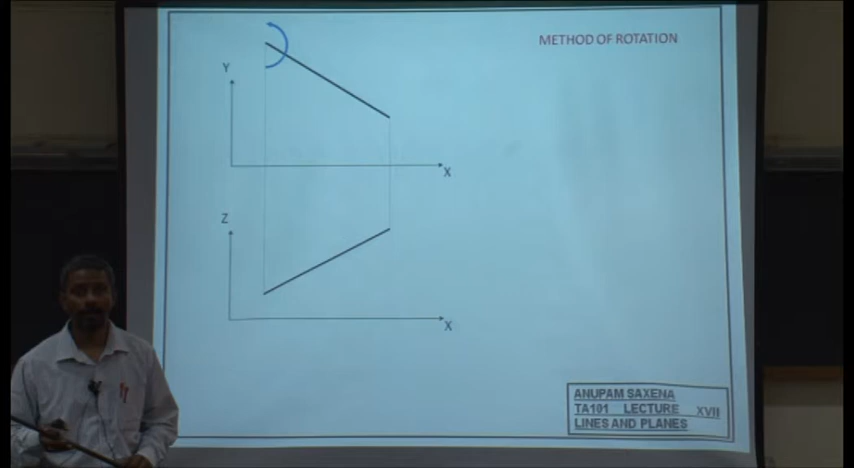 METHOD OF ROTATION
Y
X
Z
X
ANUPAM SAXENA
TA101 LECTURE XVII
LINES AND PLANES